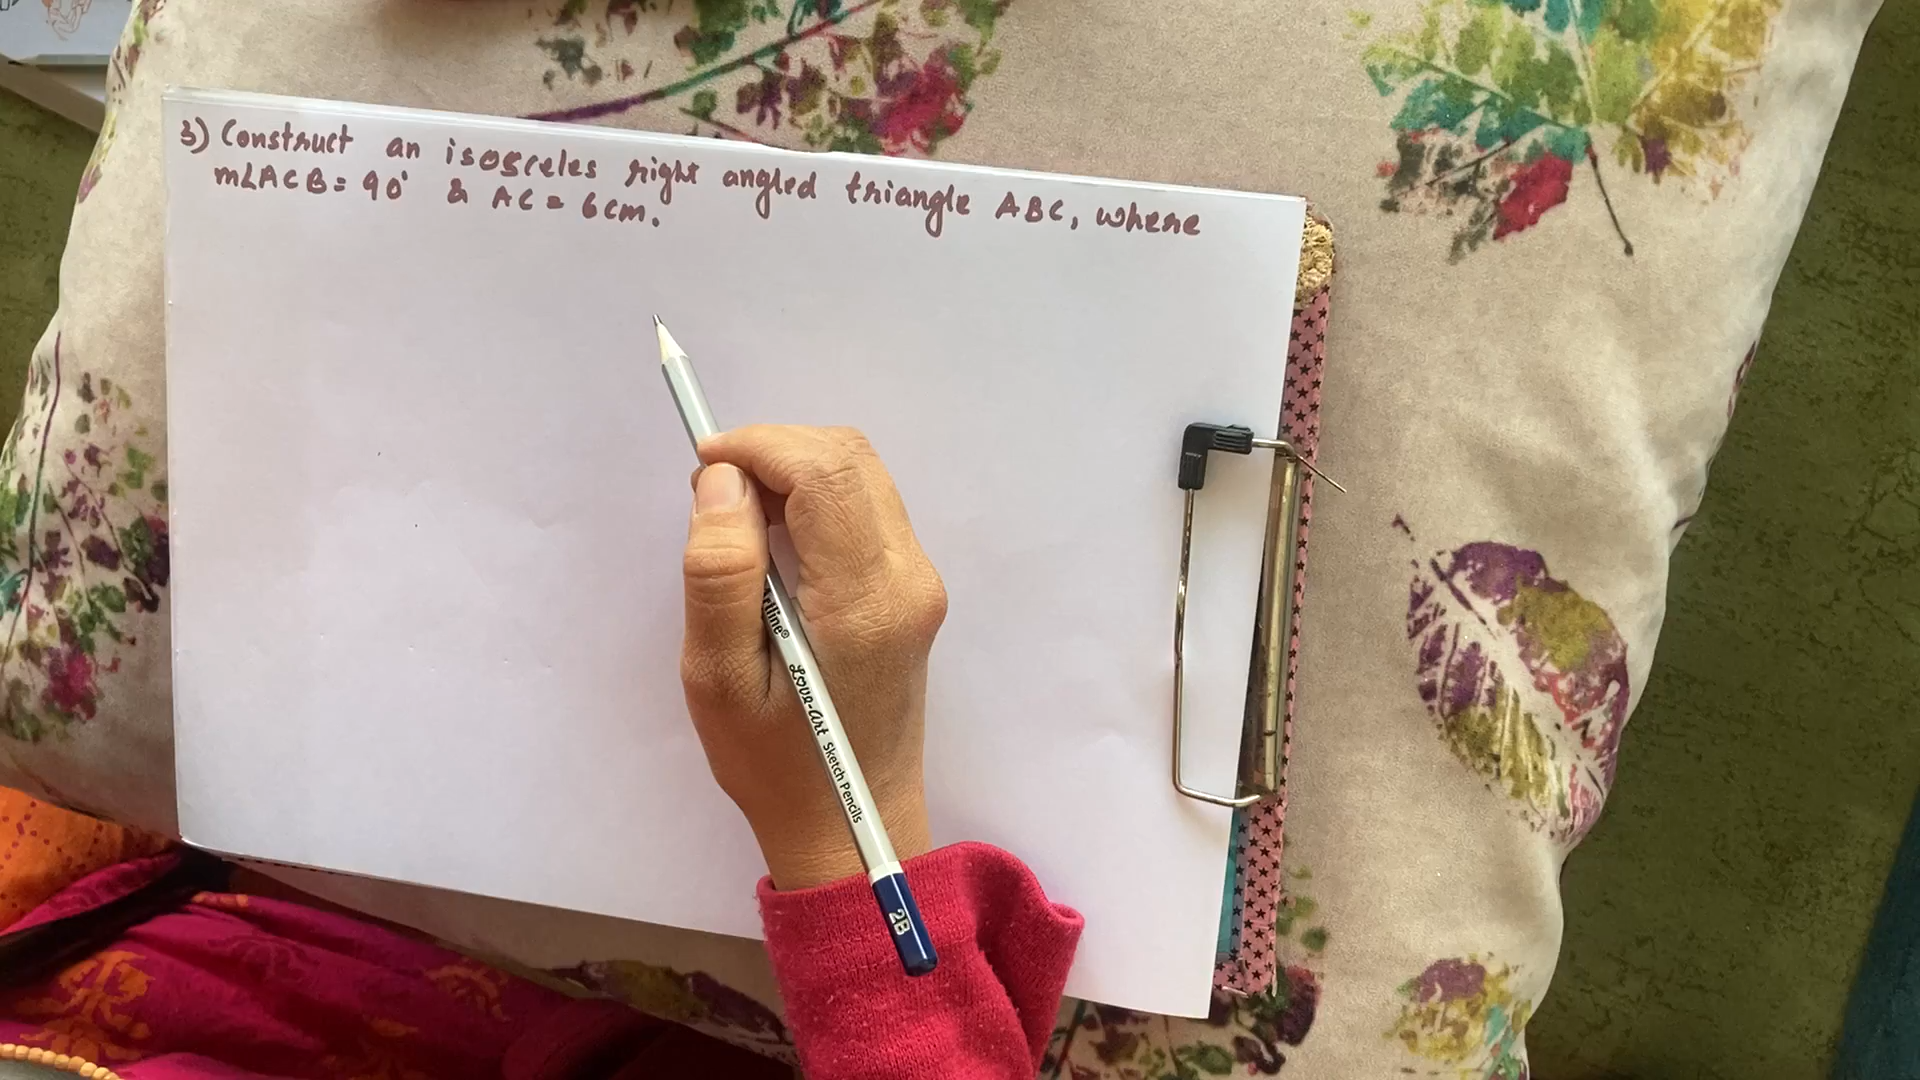 3) Construct an isosceles right angled triangle ABC, where
m∠ACB = 90° & AC = 6cm.
Artline®
Love-Art Sketch Pencils
2B